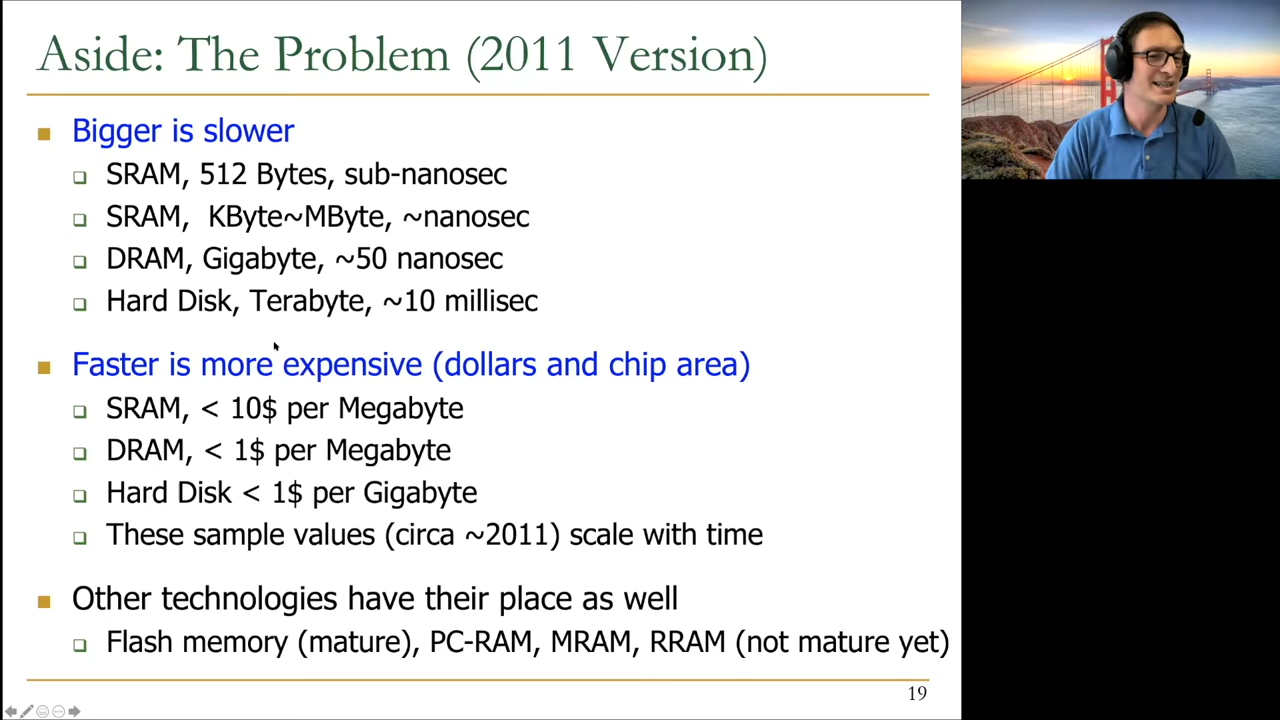 Aside: The Problem (2011 Version)
Bigger is slower
SRAM, 512 Bytes, sub-nanosec
SRAM, KByte~MByte, ~nanosec
DRAM, Gigabyte, ~50 nanosec
Hard Disk, Terabyte, ~10 millisec
Faster is more expensive (dollars and chip area)
SRAM, < 10$ per Megabyte
DRAM, < 1$ per Megabyte
Hard Disk < 1$ per Gigabyte
These sample values (circa ~2011) scale with time
Other technologies have their place as well
Flash memory (mature), PC-RAM, MRAM, RRAM (not mature yet)
19